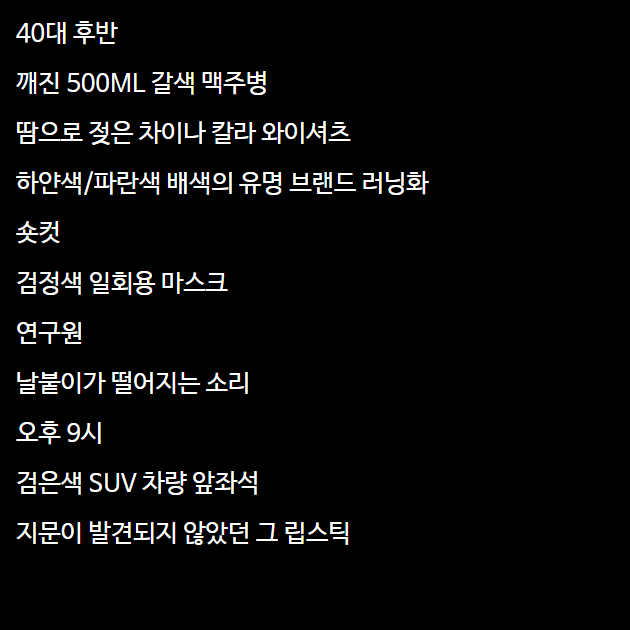 40대 후반
깨진 500ML 갈색 맥주병
땀으로 젖은 차이나 칼라 와이셔츠
하얀색/파란색 배색의 유명 브랜드 러닝화
숏컷
검정색 일회용 마스크
연구원
날붙이가 떨어지는 소리
오후 9시
검은색 SUV 차량 앞좌석
지문이 발견되지 않았던 그 립스틱